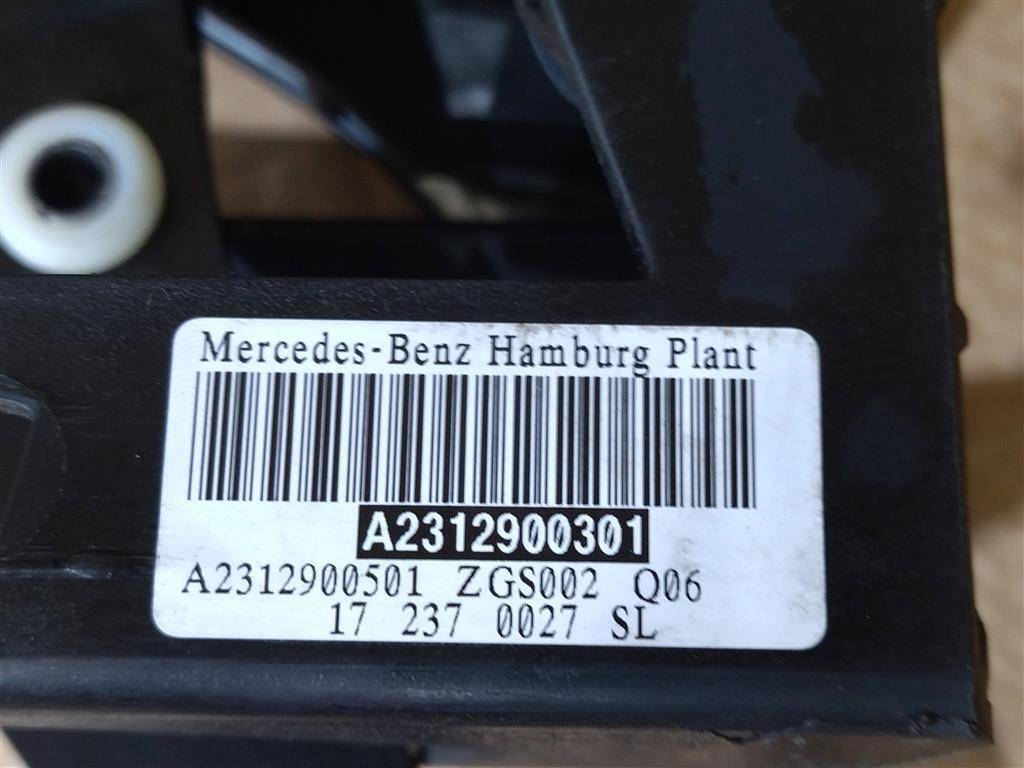 Mercedes-Benz Hamburg Plant
A2312900301
A2312900501 ZGS002 Q06
17 237 0027 SL